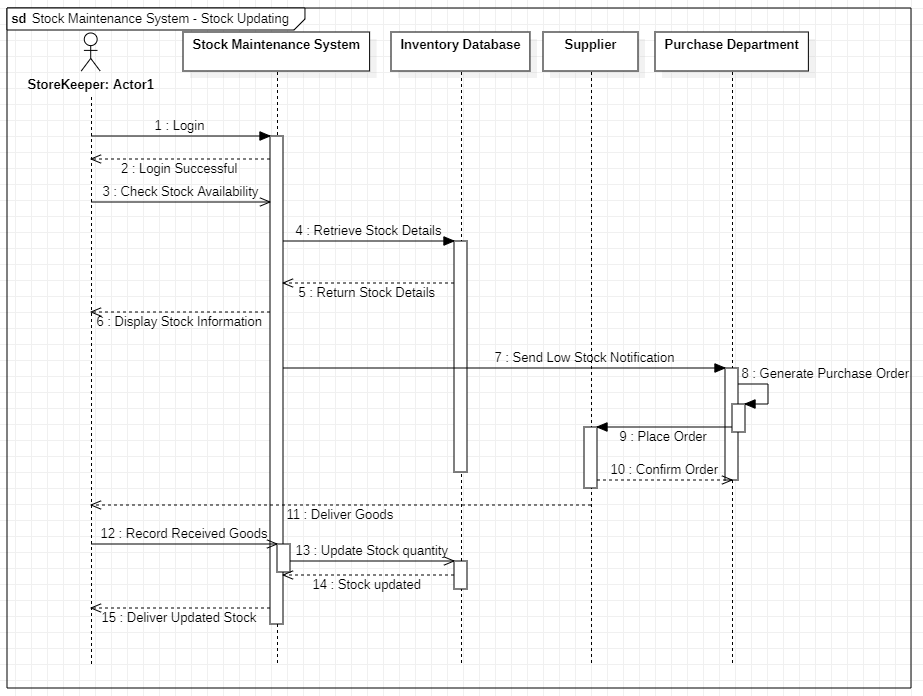 sd Stock Maintenance System - Stock Updating
Stock Maintenance System
Inventory Database
Supplier
Purchase Department
StoreKeeper: Actor1
1 : Login
2 : Login Successful
3 : Check Stock Availability
4 : Retrieve Stock Details
5 : Return Stock Details
6 : Display Stock Information
7 : Send Low Stock Notification
8 : Generate Purchase Order
9 : Place Order
10 : Confirm Order
11 : Deliver Goods
12 : Record Received Goods
13 : Update Stock quantity
14 : Stock updated
15 : Deliver Updated Stock